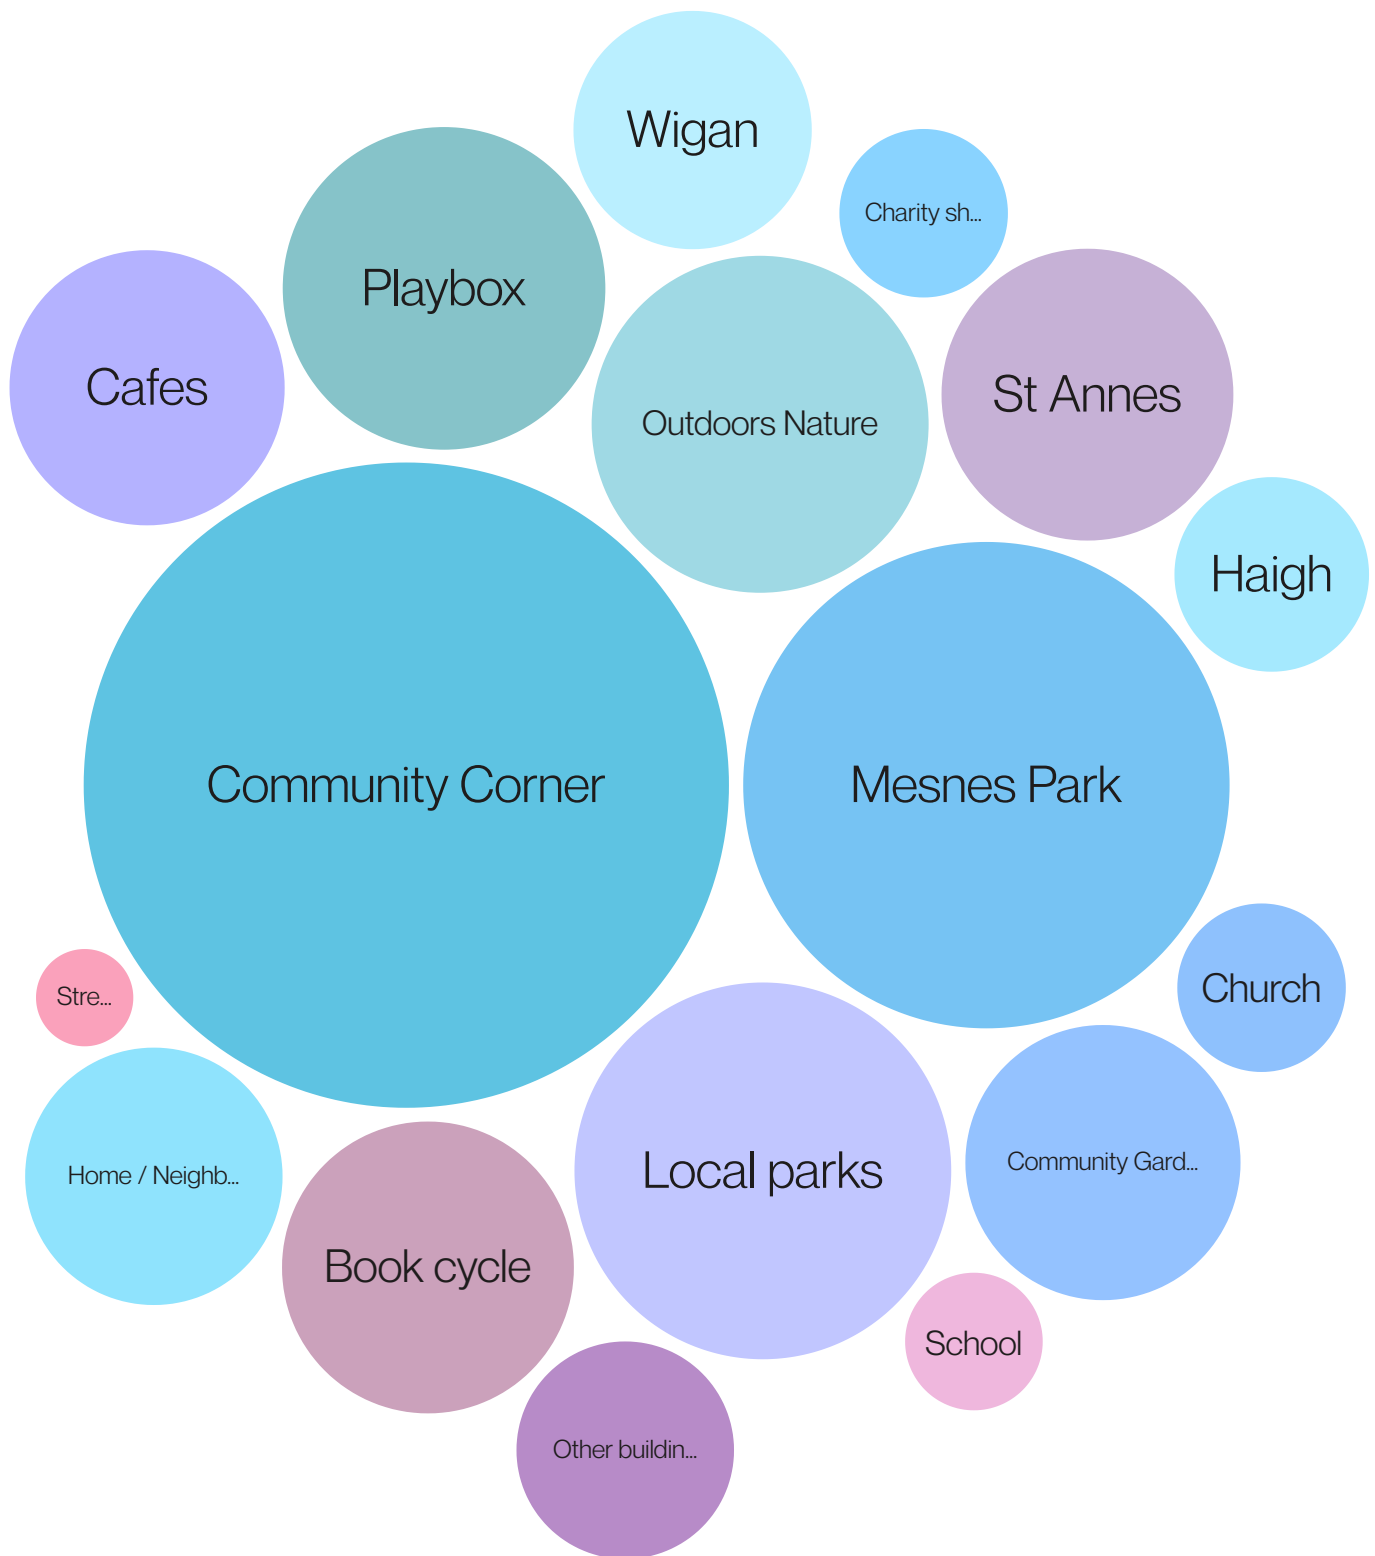 Wigan
Charity sh...
Playbox
Cafes
St Annes
Outdoors Nature
Haigh
Community Corner
Mesnes Park
Church
Stre...
Community Gard...
Local parks
Home / Neighb...
Book cycle
School
Other buildin...